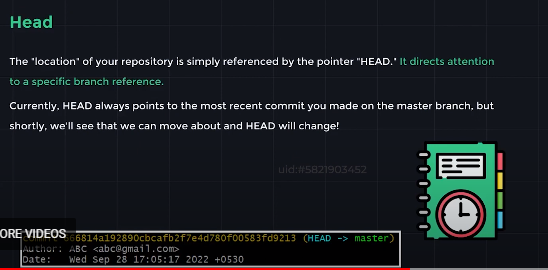 Head
The "location" of your repository is simply referenced by the pointer "HEAD." It directs attention
to a specific branch reference.
Currently, HEAD always points to the most recent commit you made on the master branch, but
shortly, we'll see that we can move about and HEAD will change!
uid:#5821903452
ORE VIDEOS
(HEAD -> master)
Author: ABC <abc@gmail.com>
Date: Wed Sep 28 17:05:17 2022 +0530